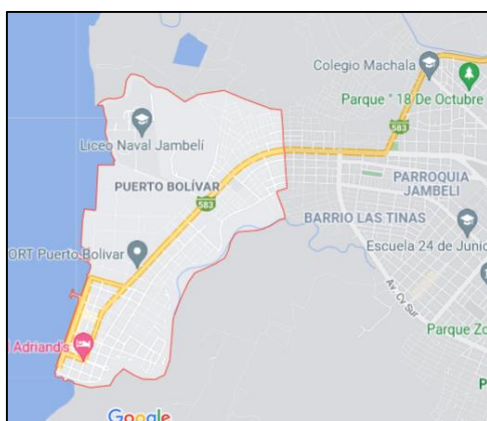 Colegio Machala
Parque " 18 De Octubre
583
Liceo Naval Jambelí
PUERTO BOLÍVAR
583
PARROQUIA
JAMBELI
BARRIO LAS TINAS
Escuela 24 de Junio
ORT Puerto Bolivar
Av. Cv Sur
Adriand's
Parque Zo
P
Google